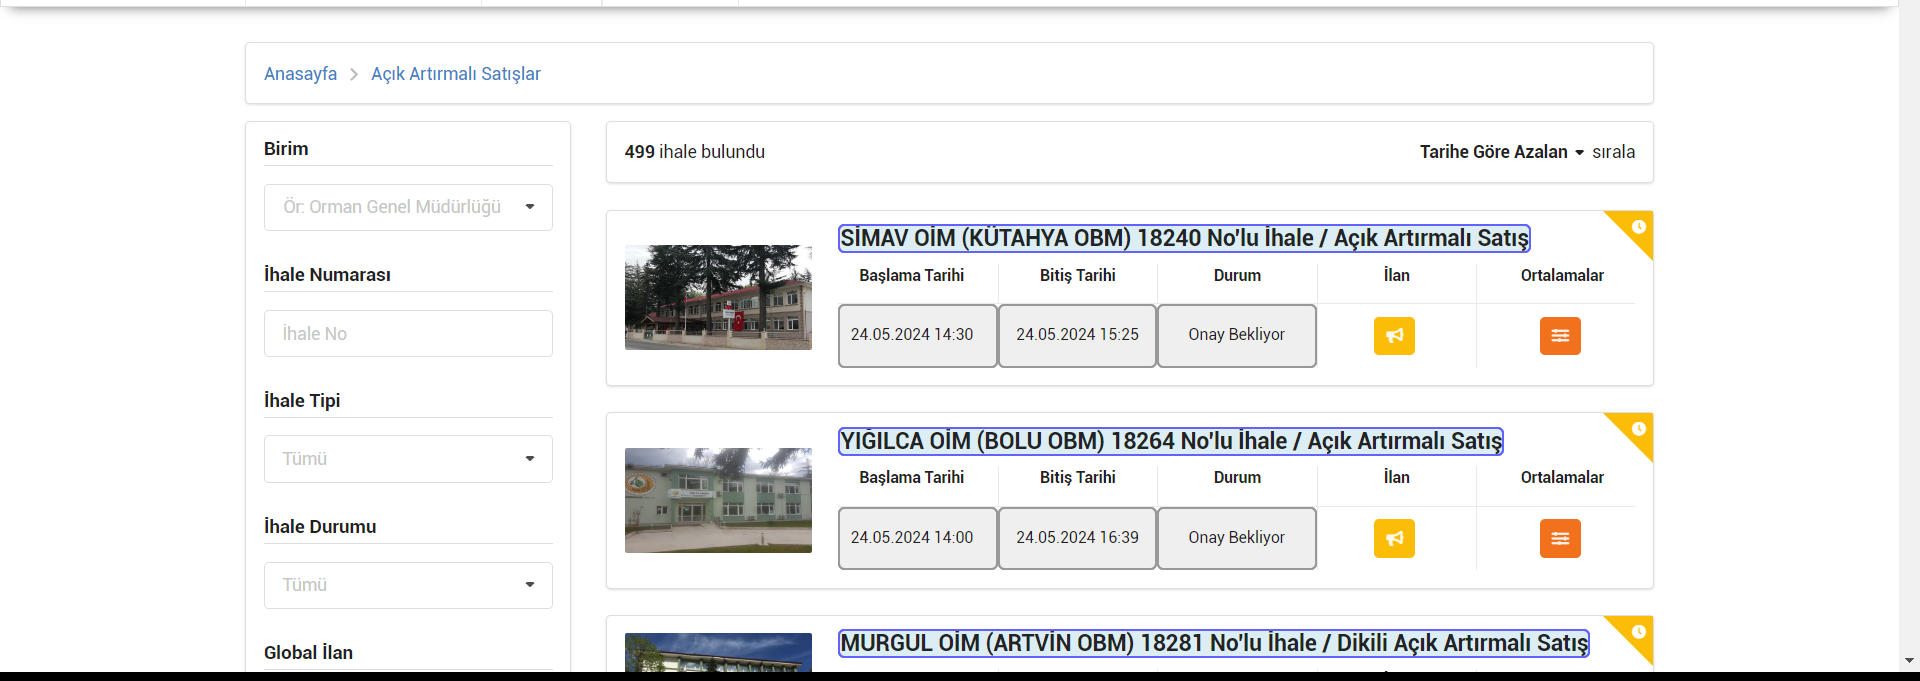 Anasayfa > Açık Artırmalı Satışlar
Birim
Ör: Orman Genel Müdürlüğü
İhale Numarası
İhale No
İhale Tipi
Tümü
İhale Durumu
Tümü
Global İlan
499 ihale bulundu
Tarihe Göre Azalan sırala
SİMAV OİM (KÜTAHYA OBM) 18240 No'lu İhale / Açık Artırmalı Satış
Başlama Tarihi Bitiş Tarihi Durum İlan Ortalamalar
24.05.2024 14:30 24.05.2024 15:25 Onay Bekliyor
YIĞILCA OİM (BOLU OBM) 18264 No'lu İhale / Açık Artırmalı Satış
Başlama Tarihi Bitiş Tarihi Durum İlan Ortalamalar
24.05.2024 14:00 24.05.2024 16:39 Onay Bekliyor
MURGUL OİM (ARTVİN OBM) 18281 No'lu İhale / Dikili Açık Artırmalı Satış